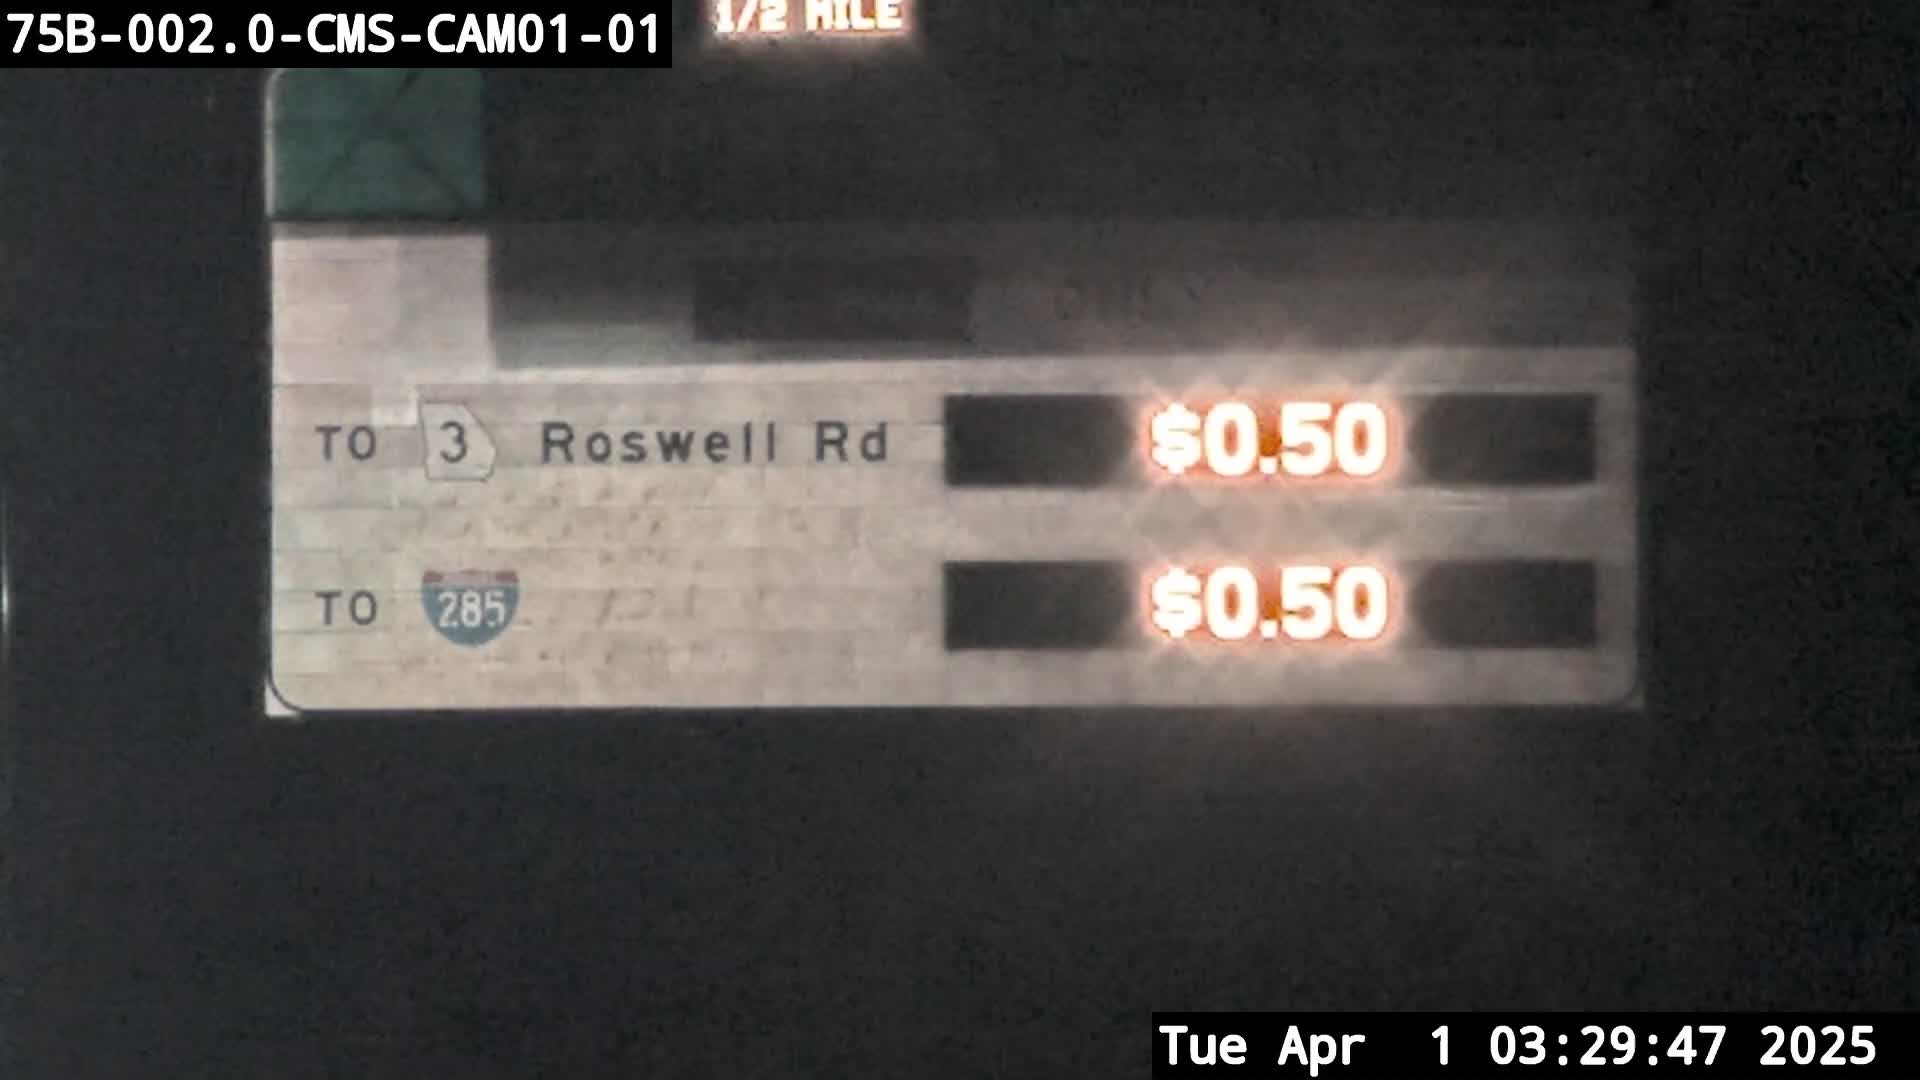 75B-002.0-CMS-CAM01-01
1/2 MILE
TO 3 Roswell Rd $0.50
TO 285 $0.50
Tue Apr 1 03:29:47 2025